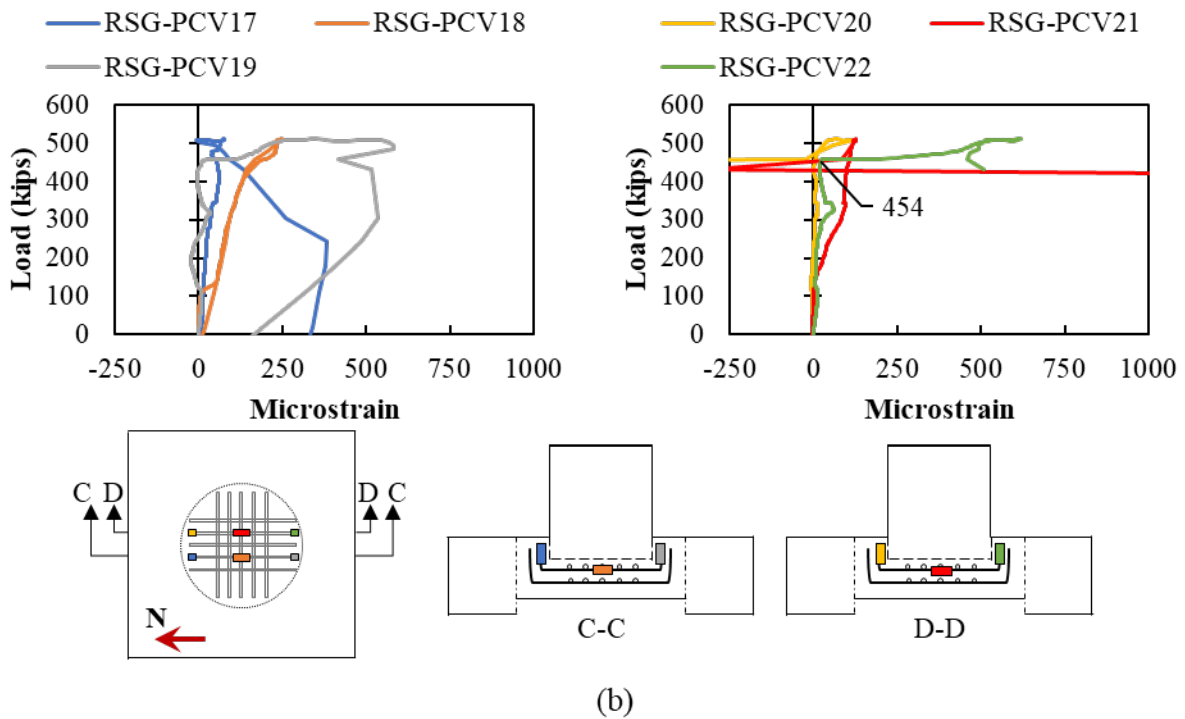 RSG-PCV17 RSG-PCV18
RSG-PCV19
RSG-PCV20 RSG-PCV21
RSG-PCV22
Load (kips)
600
500
400
300
200
100
0
-250 0 250 500 750 1000
Microstrain
Load (kips)
600
500
400
300
200
100
0
454
-250 0 250 500 750 1000
Microstrain
C D D C
N
C-C
D-D
(b)